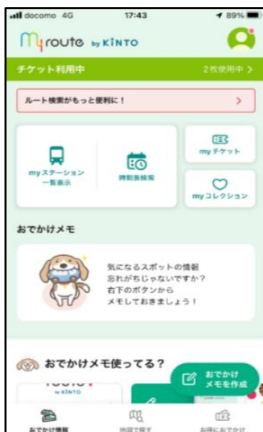 docomo 4G 17:43 89%
my route by KINTO
チケット利用中 2枚使用中 >
ルート検索がもっと便利に！ >
myステーション
一覧表示
時刻表検索
myチケット
myコレクション
おでかけメモ
気になるスポットの情報
忘れがちじゃないですか？
右下のボタンから
メモしておきましょう！
おでかけメモ使ってる？
おでかけ
メモを作成
おでかけ情報
地図で探す
お得におでかけ